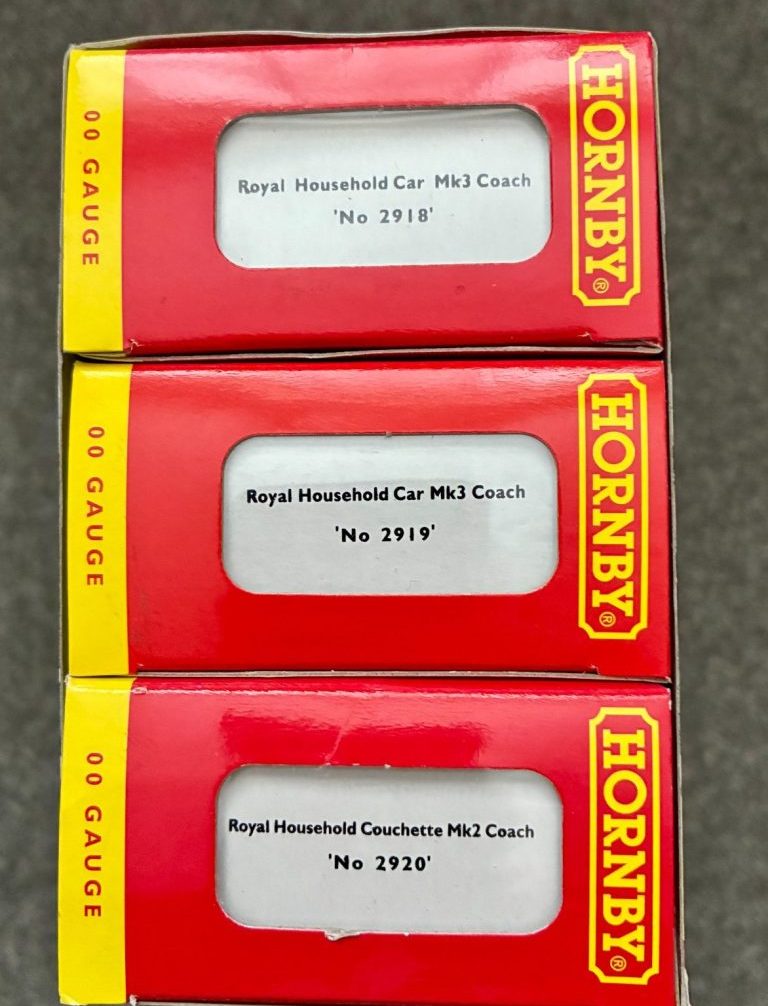 00 GAUGE
Royal Household Car Mk3 Coach
'No 2918'
HORNBY®
00 GAUGE
Royal Household Car Mk3 Coach
'No 2919'
HORNBY®
00 GAUGE
Royal Household Couchette Mk2 Coach
'No 2920'
HORNBY®